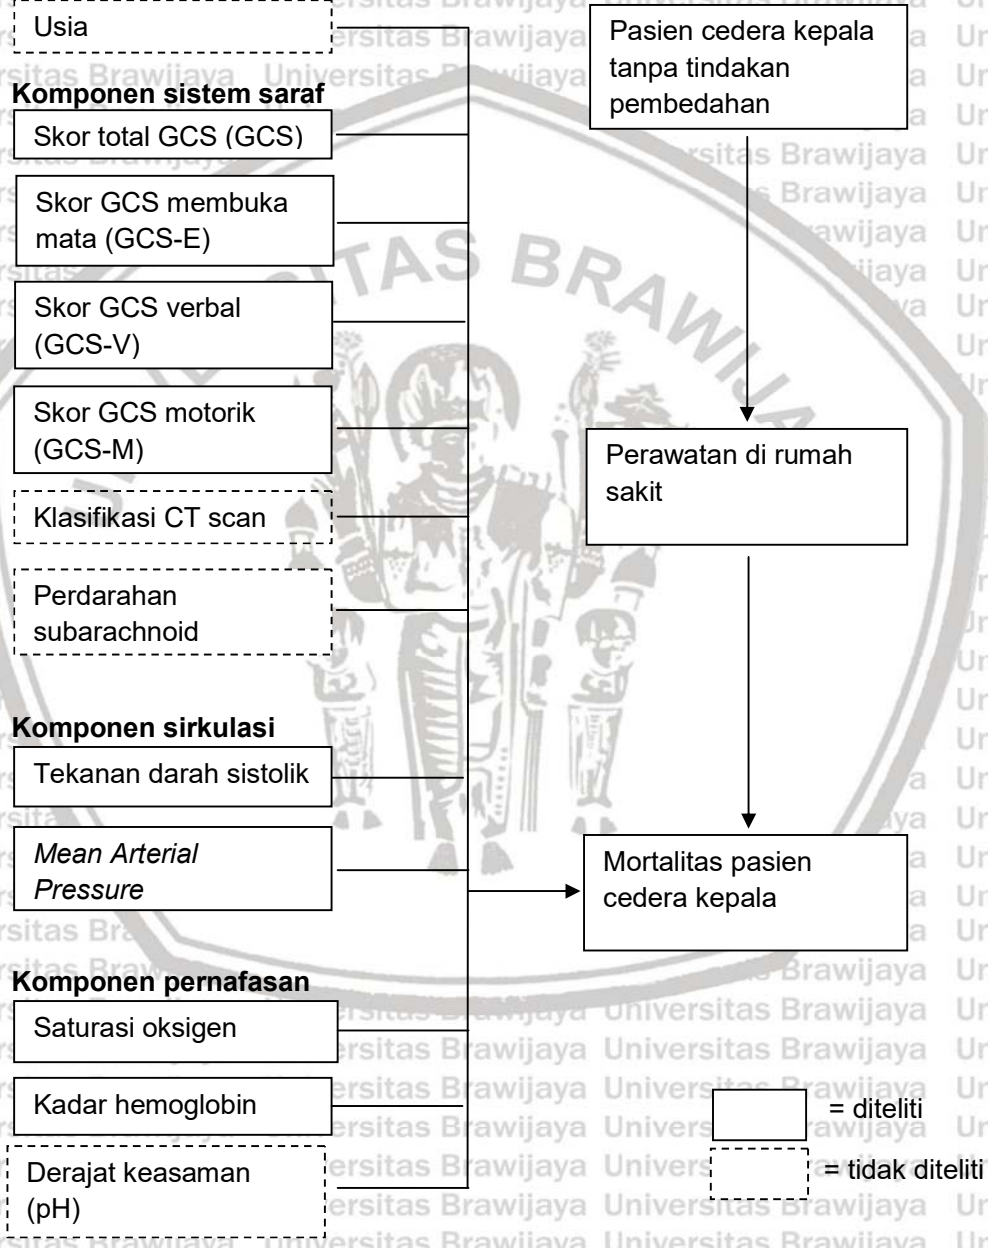 Usia
Komponen sistem saraf
Skor total GCS (GCS)
Skor GCS membuka
mata (GCS-E)
Skor GCS verbal
(GCS-V)
Skor GCS motorik
(GCS-M)
Klasifikasi CT scan
Perdarahan
subarachnoid
Komponen sirkulasi
Tekanan darah sistolik
Mean Arterial
Pressure
Komponen pernafasan
Saturasi oksigen
Kadar hemoglobin
Derajat keasaman
(pH)
Pasien cedera kepala
tanpa tindakan
pembedahan
Perawatan di rumah
sakit
Mortalitas pasien
cedera kepala
= diteliti
= tidak diteliti